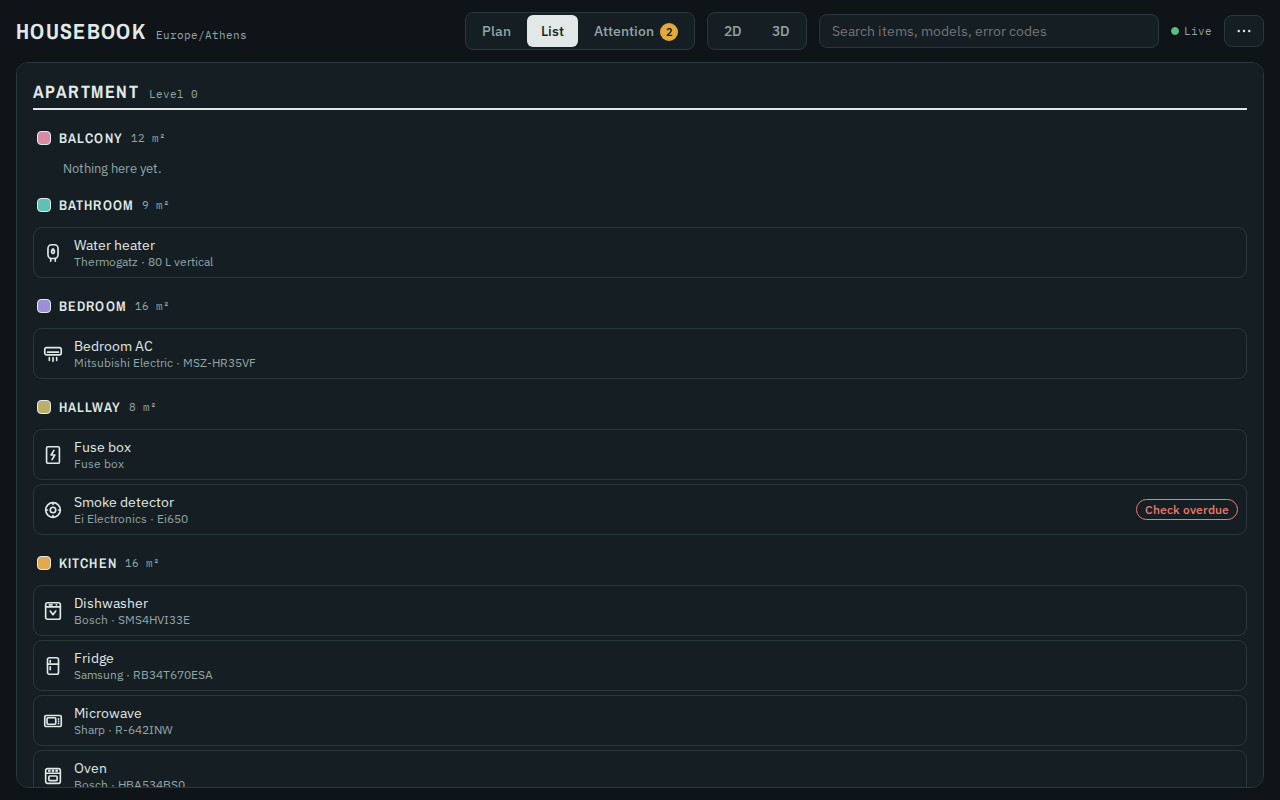 HOUSEBOOK Europe/Athens
Plan
List
Attention 2
2D
3D
Search items, models, error codes
Live
APARTMENT Level 0
BALCONY 12 m²
Nothing here yet.
BATHROOM 9 m²
Water heater
Thermogatz · 80 L vertical
BEDROOM 16 m²
Bedroom AC
Mitsubishi Electric · MSZ-HR35VF
HALLWAY 8 m²
Fuse box
Fuse box
Smoke detector
Ei Electronics · Ei650
Check overdue
KITCHEN 16 m²
Dishwasher
Bosch · SMS4HVI33E
Fridge
Samsung · RB34T670ESA
Microwave
Sharp · R-642INW
Oven
Bosch · HBA534BS0